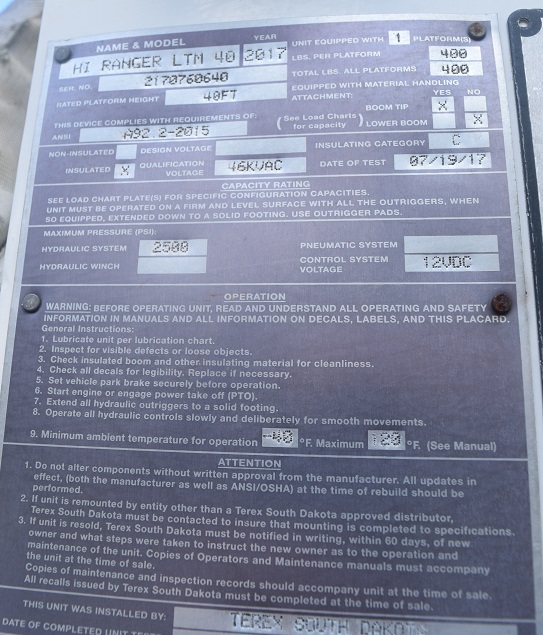 NAME & MODEL YEAR UNIT EQUIPPED WITH 1 PLATFORM(S)
HI RANGER LTM 40 2017 LBS. PER PLATFORM 400
SER. NO. 2170760640 TOTAL LBS. ALL PLATFORMS 400
RATED PLATFORM HEIGHT 40FT EQUIPPED WITH MATERIAL HANDLING
ATTACHMENT: YES NO
THIS DEVICE COMPLIES WITH REQUIREMENTS OF: BOOM TIP X
ANSI A92.2-2015 (See Load Charts for capacity) LOWER BOOM X
NON-INSULATED DESIGN VOLTAGE INSULATING CATEGORY C
INSULATED X QUALIFICATION VOLTAGE 46KVAC DATE OF TEST 07/19/17
CAPACITY RATING
SEE LOAD CHART PLATE(S) FOR SPECIFIC CONFIGURATION CAPACITIES.
UNIT MUST BE OPERATED ON A FIRM AND LEVEL SURFACE WITH ALL THE OUTRIGGERS, WHEN
SO EQUIPPED, EXTENDED DOWN TO A SOLID FOOTING. USE OUTRIGGER PADS.
MAXIMUM PRESSURE (PSI):
HYDRAULIC SYSTEM 2500 PNEUMATIC SYSTEM
HYDRAULIC WINCH CONTROL SYSTEM VOLTAGE 12VDC
OPERATION
WARNING: BEFORE OPERATING UNIT, READ AND UNDERSTAND ALL OPERATING AND SAFETY
INFORMATION IN MANUALS AND ALL INFORMATION ON DECALS, LABELS, AND THIS PLACARD.
General Instructions:
1. Lubricate unit per lubrication chart.
2. Inspect for visible defects or loose objects.
3. Check insulated boom and other insulating material for cleanliness.
4. Check all decals for legibility. Replace if necessary.
5. Set vehicle park brake securely before operation.
6. Start engine or engage power take off (PTO).
7. Extend all hydraulic outriggers to a solid footing.
8. Operate all hydraulic controls slowly and deliberately for smooth movements.
9. Minimum ambient temperature for operation -40 °F. Maximum °F. (See Manual)
ATTENTION
1. Do not alter components without written approval from the manufacturer. All updates in
effect, (both the manufacturer as well as ANSI/OSHA) at the time of rebuild should be
performed.
2. If unit is remounted by entity other than a Terex South Dakota approved distributor,
Terex South Dakota must be contacted to insure that mounting is completed to specifications.
3. If unit is resold, Terex South Dakota must be notified in writing, within 60 days, of new
owner and what steps were taken to instruct the new owner as to the operation and
maintenance of the unit. Copies of Operators and Maintenance manuals must accompany
the unit at the time of sale.
Copies of maintenance and inspection records should accompany unit at the time of sale.
All recalls issued by Terex South Dakota must be completed at the time of sale.
THIS UNIT WAS INSTALLED BY: TEREX SOUTH DAKOTA
DATE OF COMPLETED UNIT